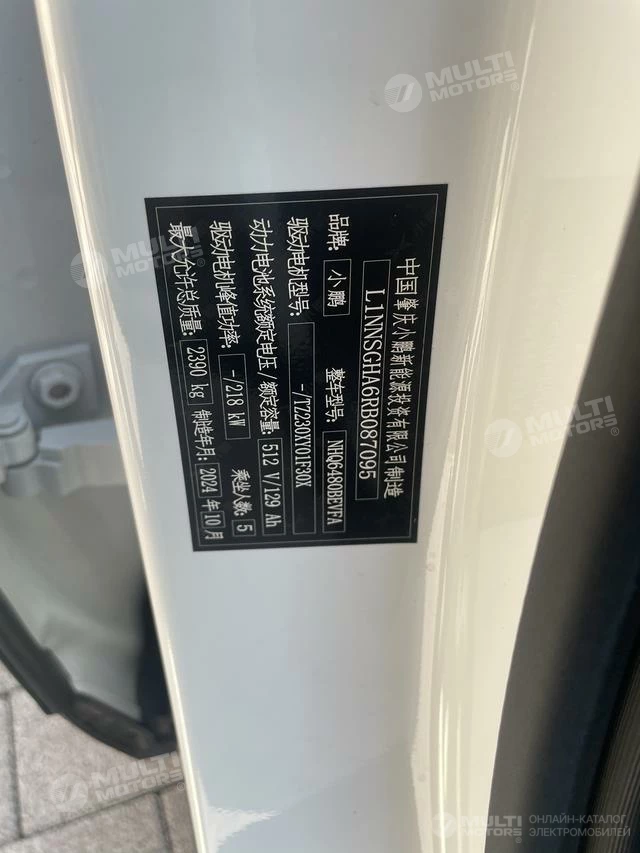 中国肇庆小鹏新能源投资有限公司制造
L1NNSGHA6RB087095
品牌: 小鹏 整车型号: NHQ6480BEVFA
驱动电机型号: -/TZ230XY01F30X
动力电池系统额定电压/额定容量: 512 V/129 Ah
驱动电机峰值功率: -/218 kW 乘坐人数: 5
最大允许总质量: 2390 kg 制造年月: 2024 年 10 月
MULTI MOTORS
MULTI MOTORS
MULTI MOTORS
MULTI MOTORS
MULTI MOTORS
MULTI MOTORS ОНЛАЙН-КАТАЛОГ ЭЛЕКТРОМОБИЛЕЙ